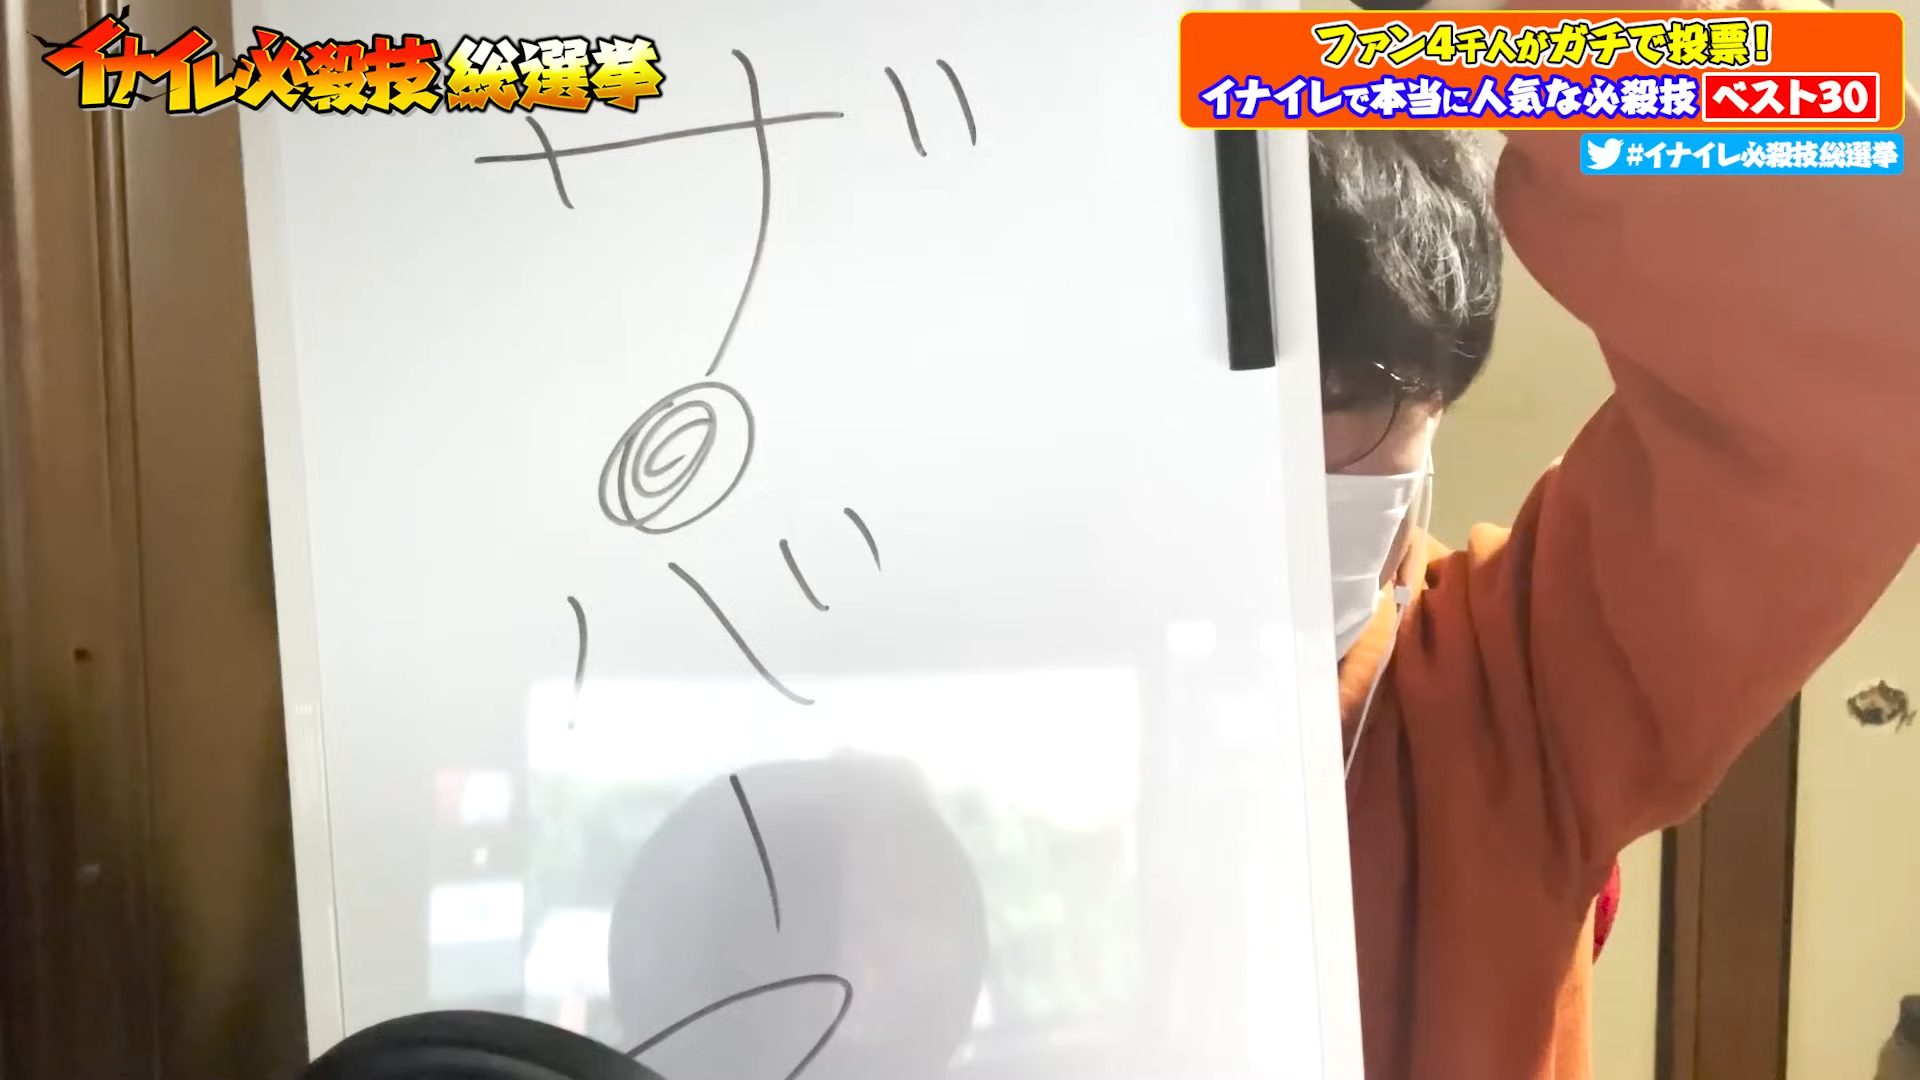 イナイレ必殺技総選挙
ファン4千人がガチで投票!
イナイレで本当に人気な必殺技 ベスト30
#イナイレ必殺技総選挙
ザ
バ
ー